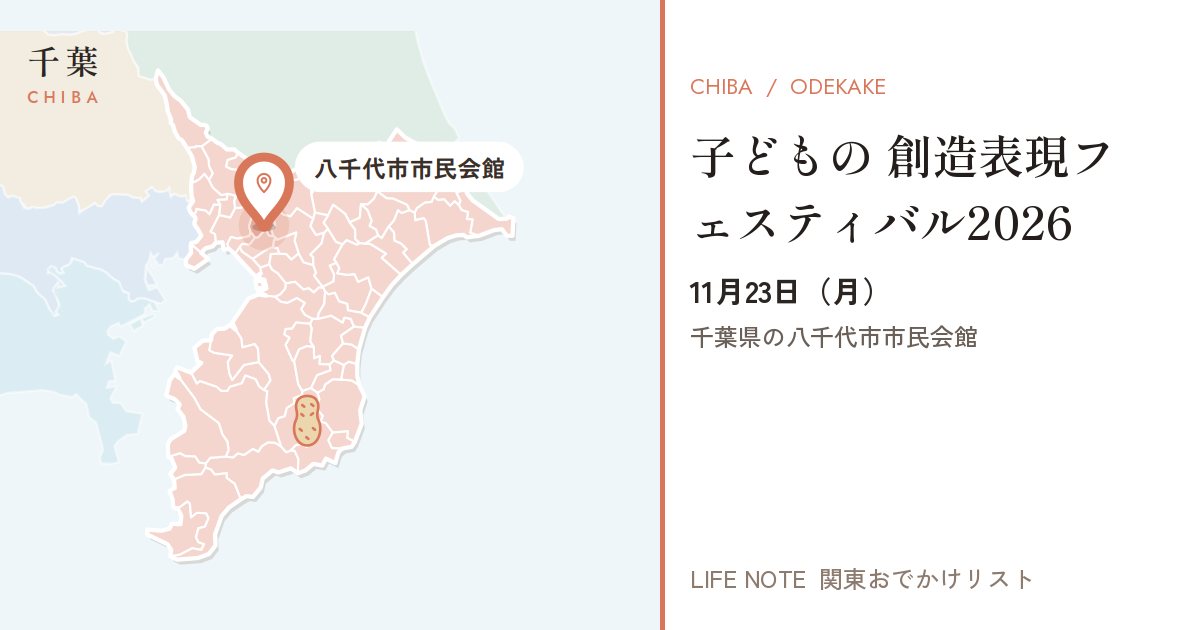 千葉
CHIBA
八千代市市民会館
CHIBA / ODEKAKE
子どもの 創造表現フ
ェスティバル2026
11月23日（月）
千葉県の八千代市市民会館
LIFE NOTE 関東おでかけリスト